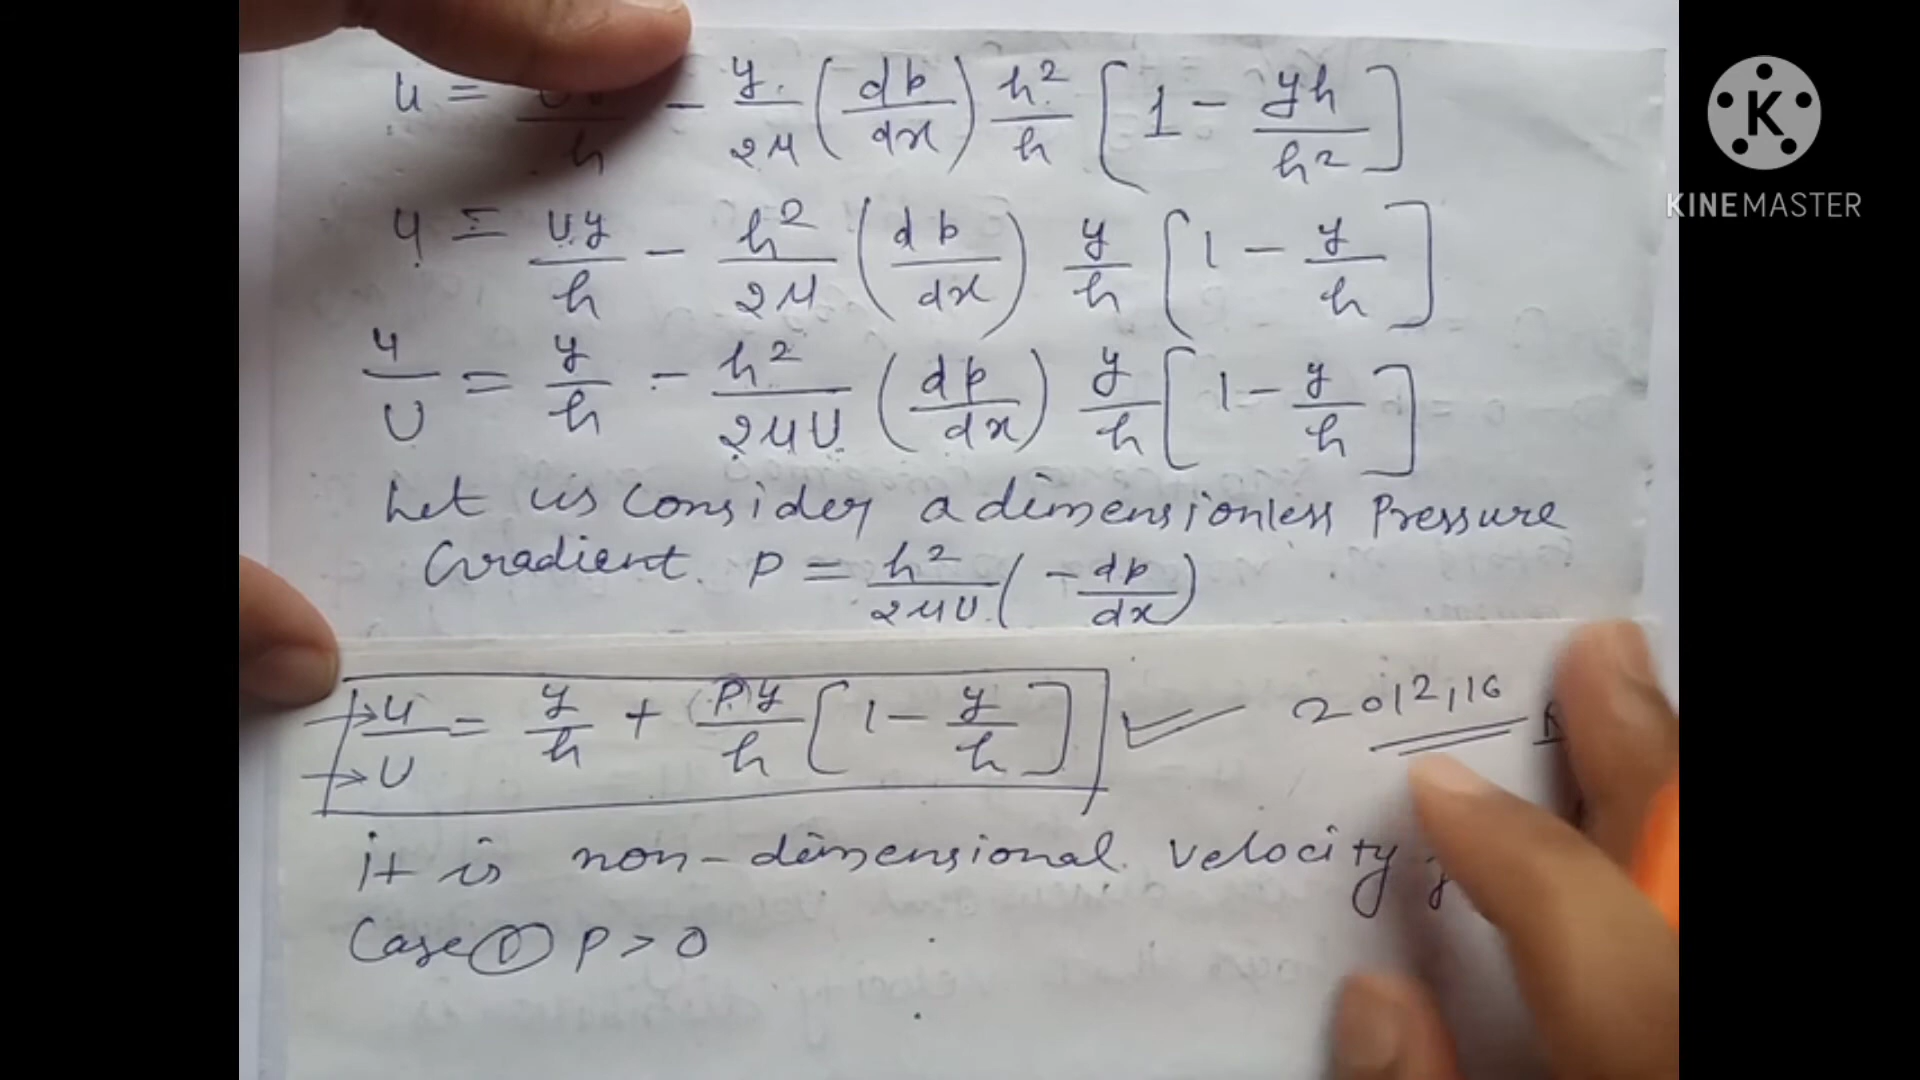 u = Uy/h - y/2μ (dp/dx) h²/h [1 - yh/h²]
u = Uy/h - h²/2μ (dp/dx) y/h [1 - y/h]
u/U = y/h - h²/2μU (dp/dx) y/h [1 - y/h]
Let us consider a dimensionless Pressure
Gradient. P = h²/2μU (-dp/dx)
u/U = y/h + Py/h [1 - y/h] 2012,16
it is non-dimensional velocity
Case ① P > 0
K
KINEMASTER